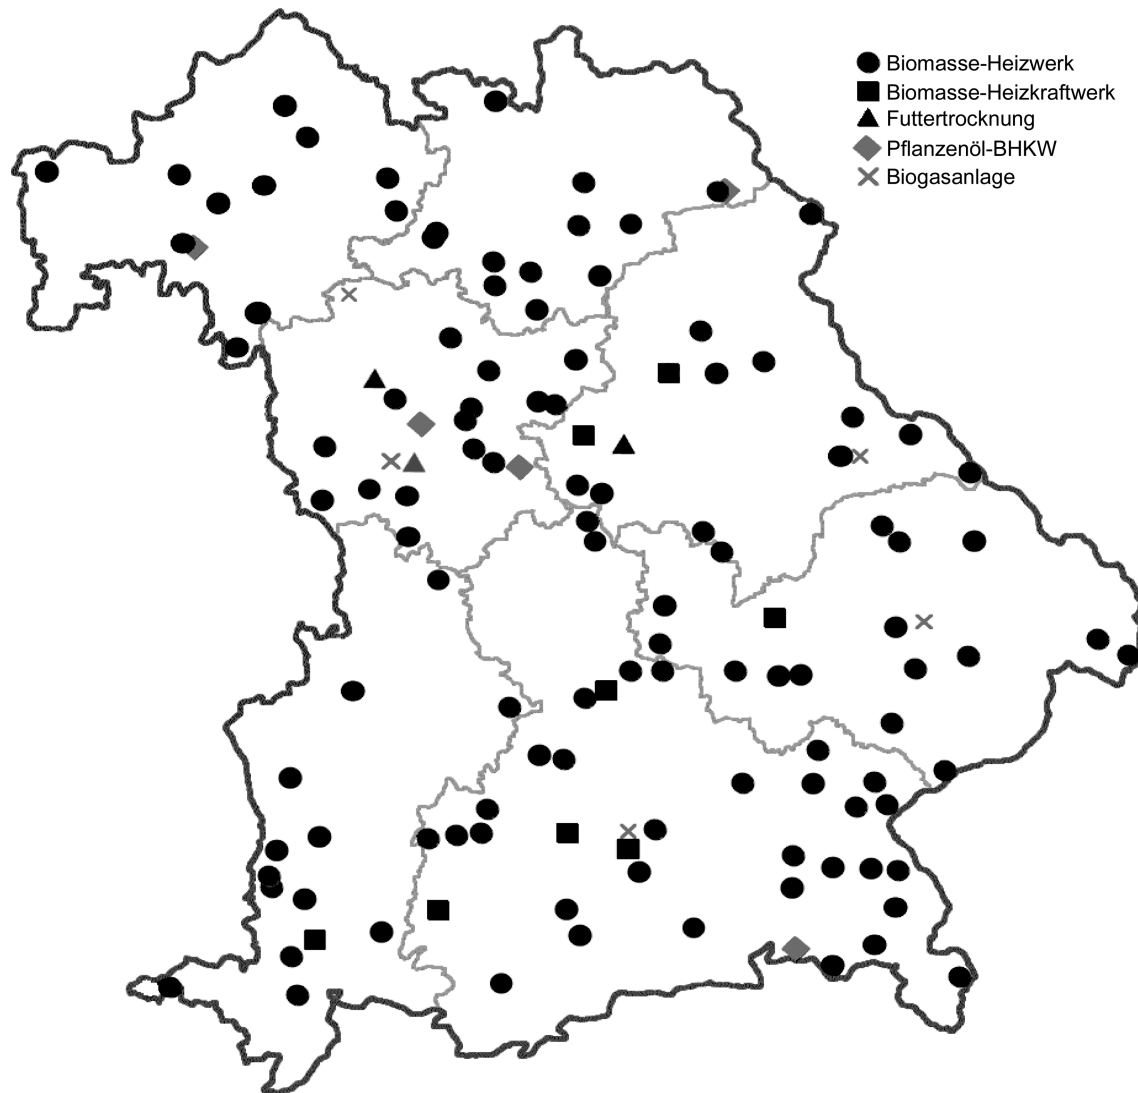 Biomasse-Heizwerk
Biomasse-Heizkraftwerk
Futtertrocknung
Pflanzenöl-BHKW
Biogasanlage